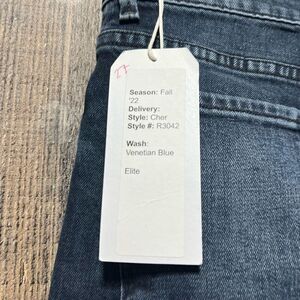 27
Season: Fall
'22
Delivery:
Style: Cher
Style #: R3042
Wash:
Venetian Blue
Elite